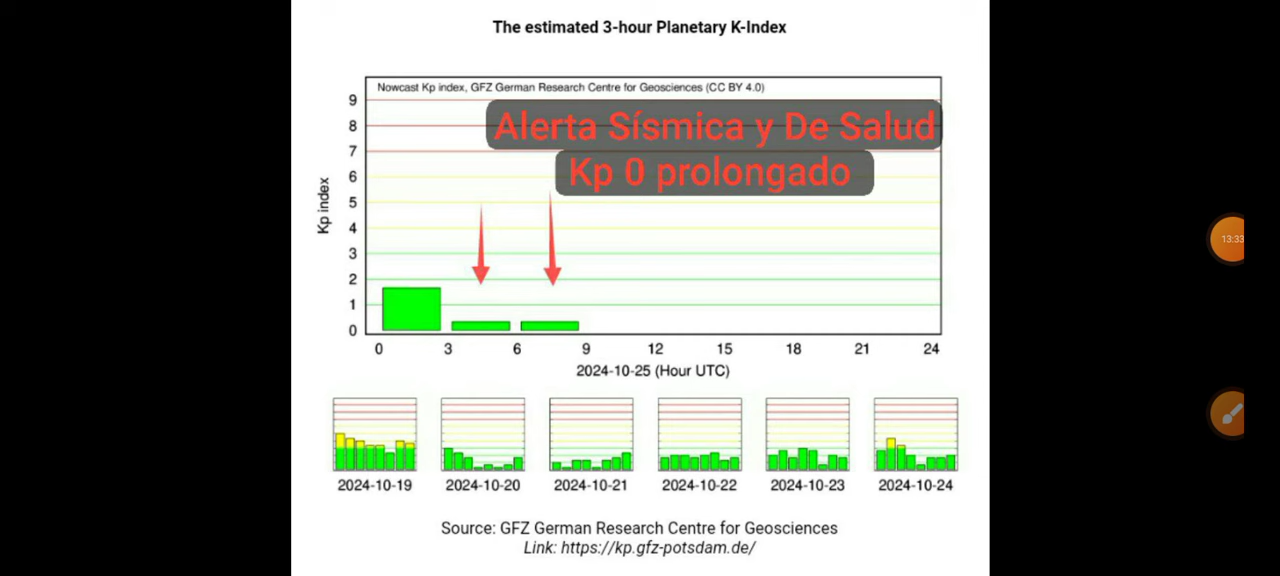 The estimated 3-hour Planetary K-Index
Nowcast Kp index, GFZ German Research Centre for Geosciences (CC BY 4.0)
Alerta Sísmica y De Salud
Kp 0 prolongado
Kp index
9
8
7
6
5
4
3
2
1
0
0 3 6 9 12 15 18 21 24
2024-10-25 (Hour UTC)
2024-10-19 2024-10-20 2024-10-21 2024-10-22 2024-10-23 2024-10-24
Source: GFZ German Research Centre for Geosciences
Link: https://kp.gfz-potsdam.de/
13:33